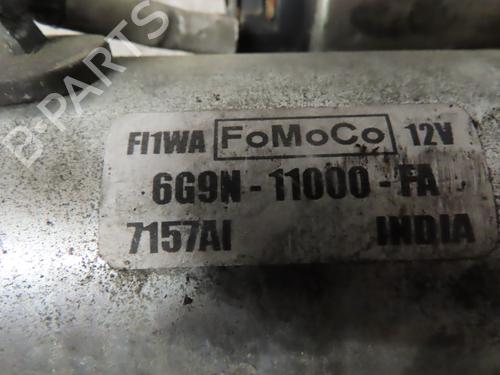 B-PARTS
FI1WA FoMoCo 12V
6G9N-11000-FA
7157AI INDIA